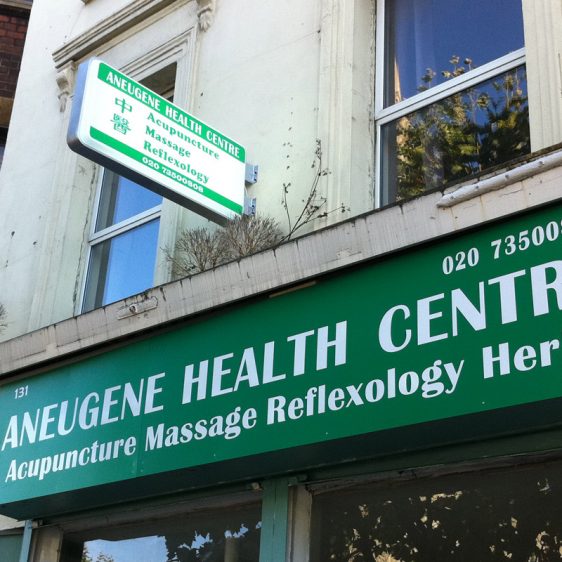 ANEUGENE HEALTH CENTRE
中醫
Acupuncture
Massage
Reflexology
020 73500808
020 73500
131
ANEUGENE HEALTH CENTR
Acupuncture Massage Reflexology Her